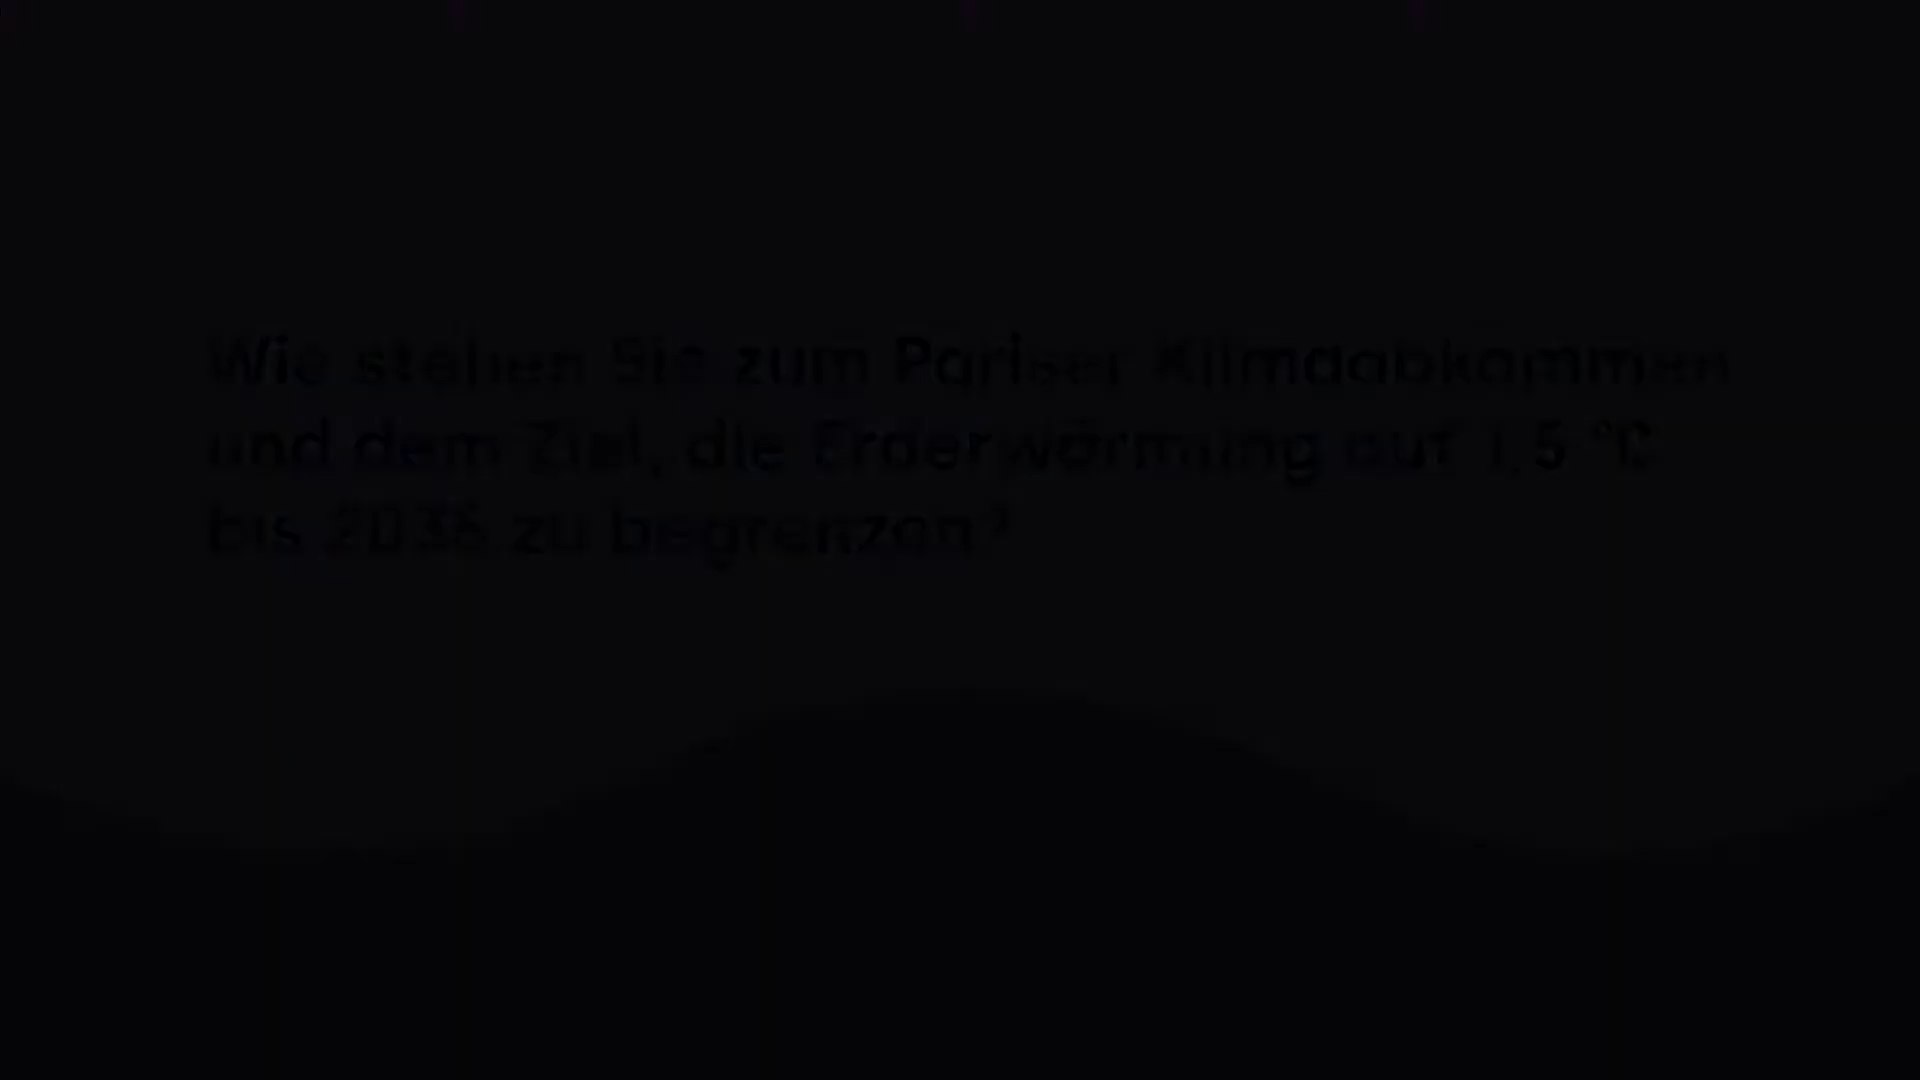 Wie stehen Sie zum Pariser Klimaabkommen
und dem Ziel, die Erderwärmung auf 1,5 °C
bis 2035 zu begrenzen?